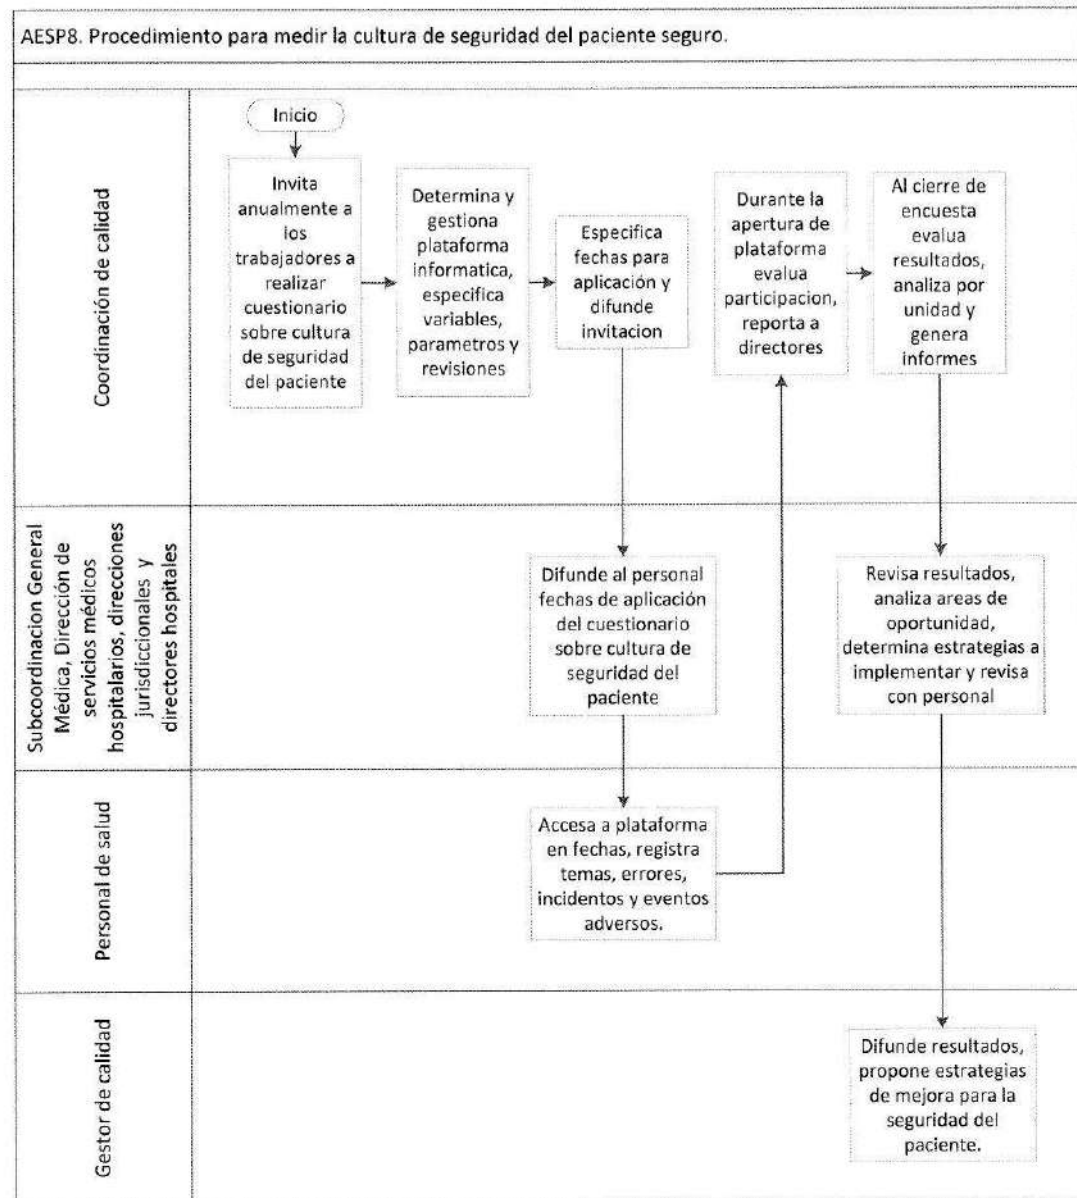 AESP8. Procedimiento para medir la cultura de seguridad del paciente seguro.
Coordinación de calidad
Inicio
Invita
anualmente a
los
trabajadores a
realizar
cuestionario
sobre cultura
de seguridad
del paciente
Determina y
gestiona
plataforma
informatica,
especifica
variables,
parametros y
revisiones
Especifica
fechas para
aplicación y
difunde
invitacion
Durante la
apertura de
plataforma
evalua
participacion,
reporta a
directores
Al cierre de
encuesta
evalua
resultados,
analiza por
unidad y
genera
informes
Subcoordinacion General
Médica, Dirección de
servicios médicos
hospitalarios, direcciones
jurisdiccionales y
directores hospitales
Difunde al personal
fechas de aplicación
del cuestionario
sobre cultura de
seguridad del
paciente
Revisa resultados,
analiza areas de
oportunidad,
determina estrategias a
implementar y revisa
con personal
Personal de salud
Accesa a plataforma
en fechas, registra
temas, errores,
incidentos y eventos
adversos.
Gestor de calidad
Difunde resultados,
propone estrategias
de mejora para la
seguridad del
paciente.